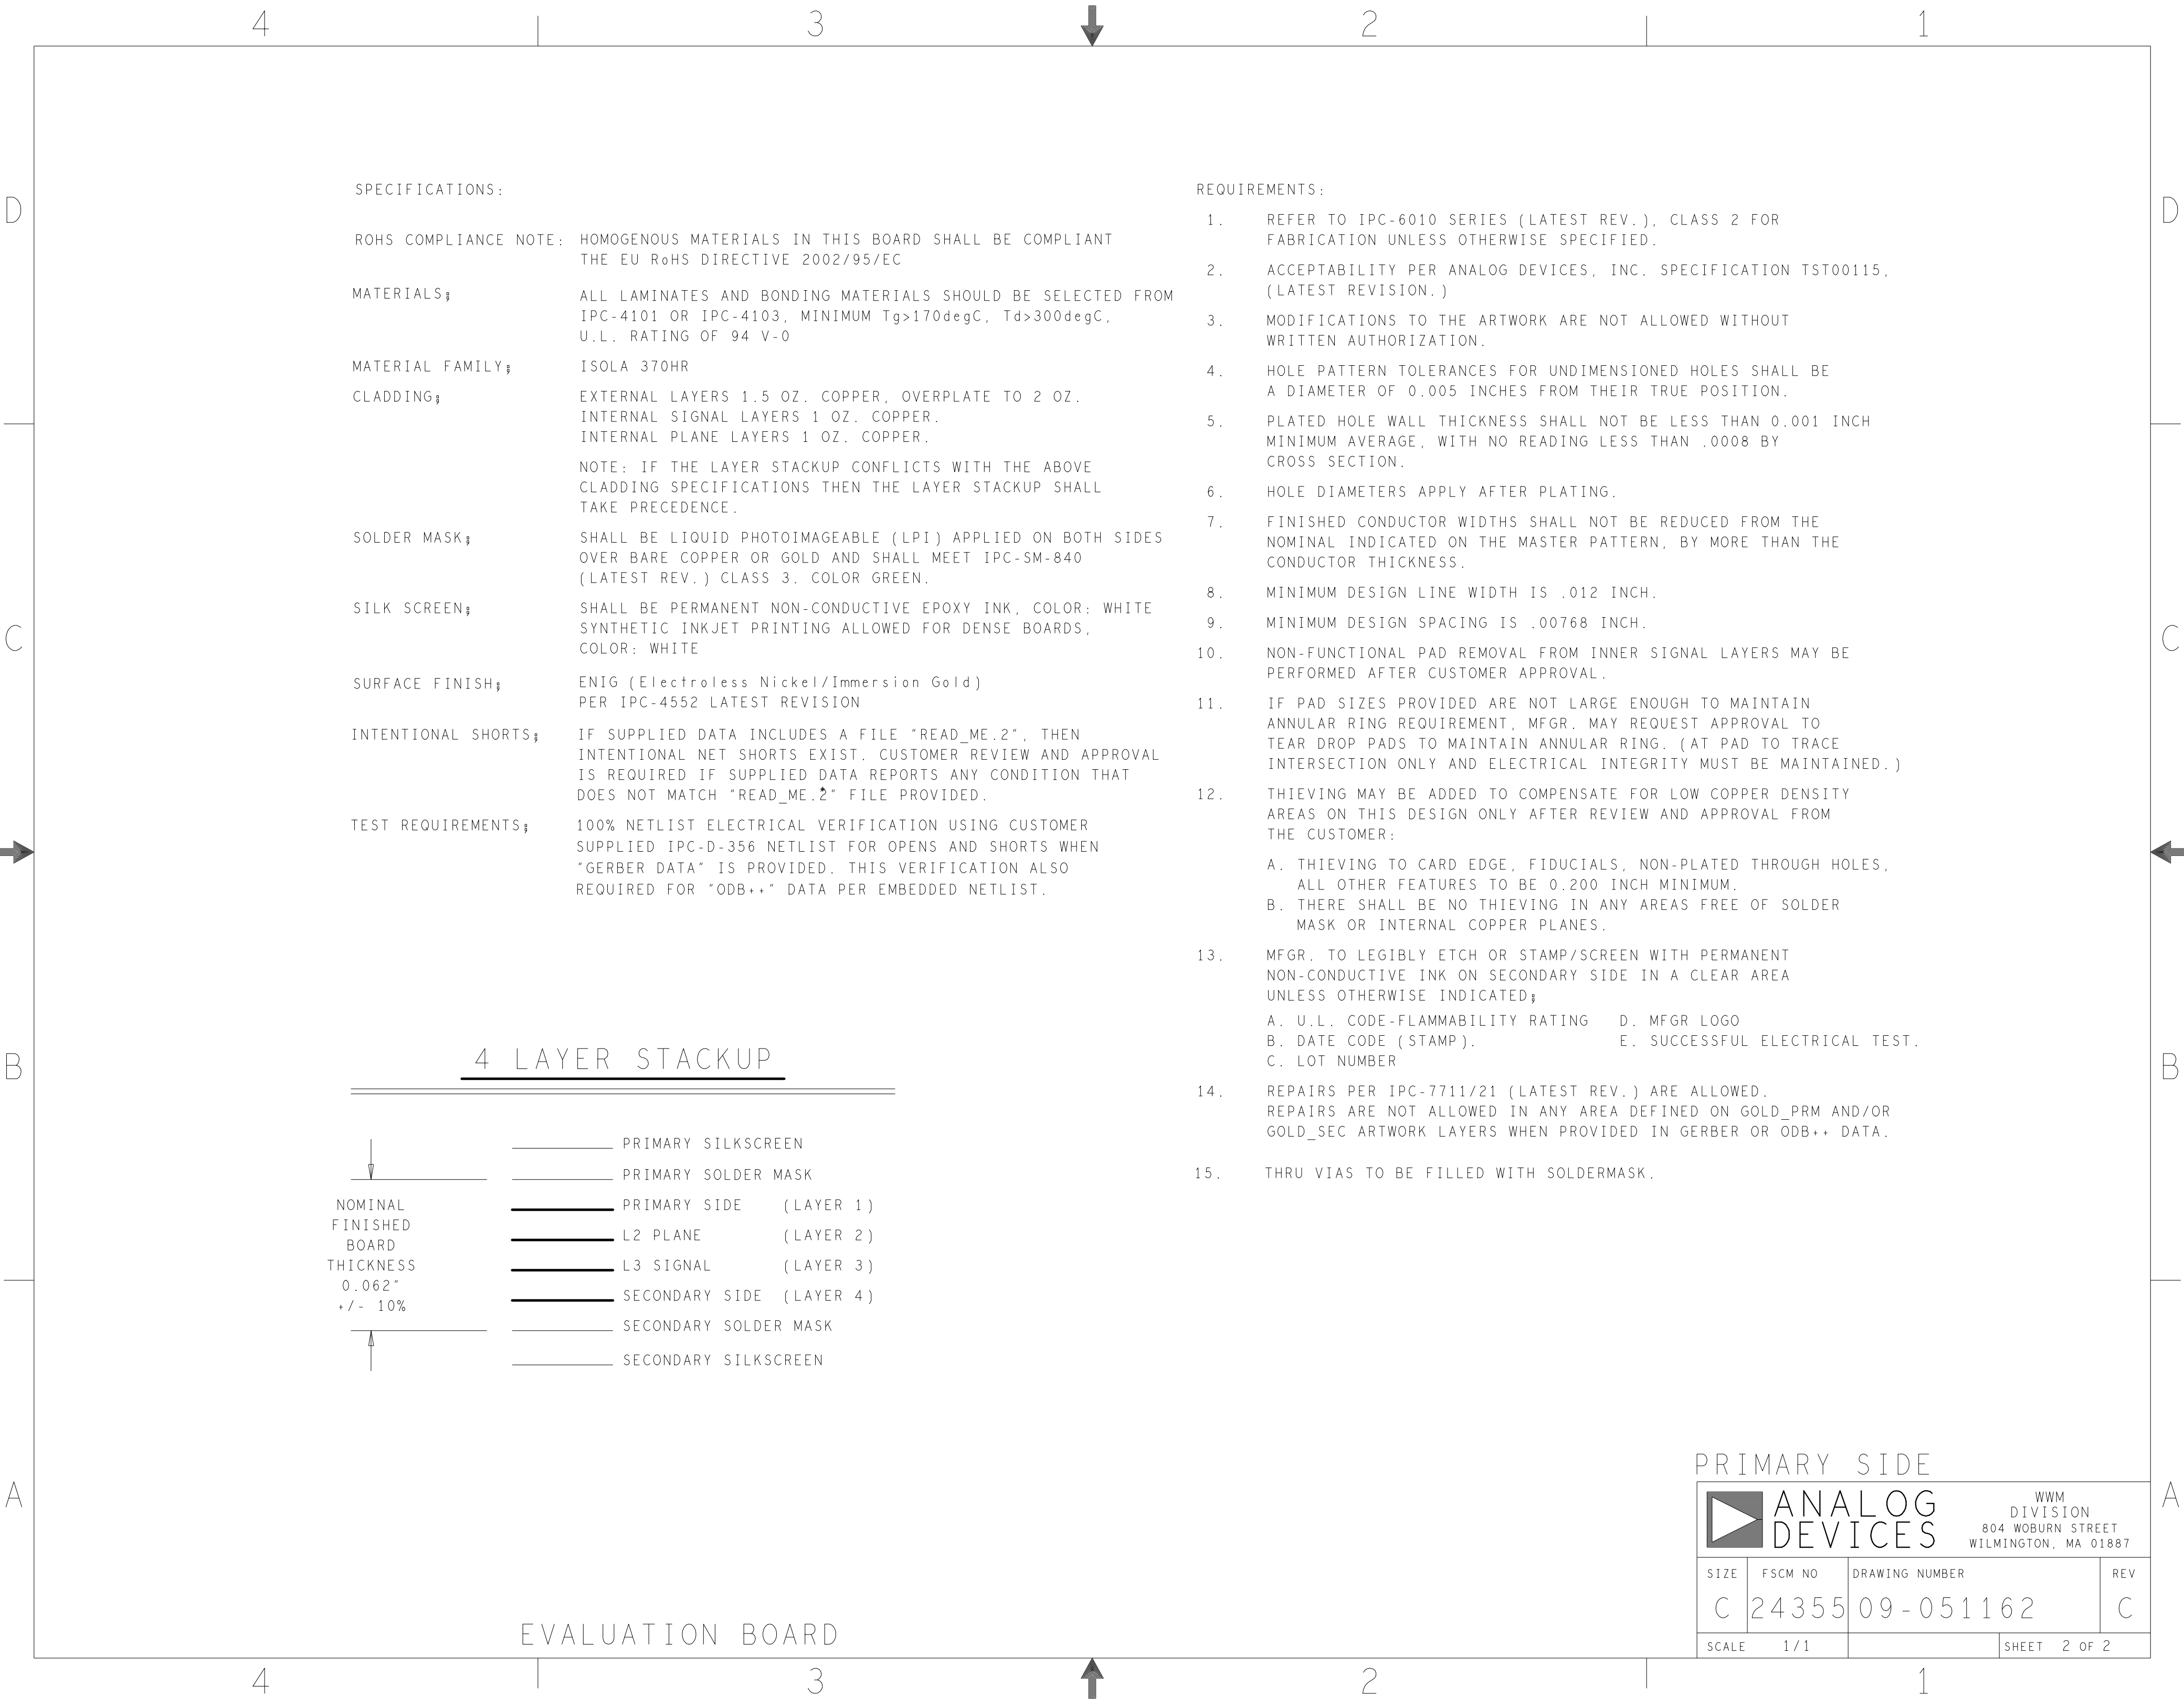 4 3 2 1
D D
C C
B B
A A
SPECIFICATIONS:
ROHS COMPLIANCE NOTE: HOMOGENOUS MATERIALS IN THIS BOARD SHALL BE COMPLIANT
THE EU RoHS DIRECTIVE 2002/95/EC
MATERIALS; ALL LAMINATES AND BONDING MATERIALS SHOULD BE SELECTED FROM
IPC-4101 OR IPC-4103, MINIMUM Tg>170degC, Td>300degC,
U.L. RATING OF 94 V-0
MATERIAL FAMILY; ISOLA 370HR
CLADDING; EXTERNAL LAYERS 1.5 OZ. COPPER, OVERPLATE TO 2 OZ.
INTERNAL SIGNAL LAYERS 1 OZ. COPPER.
INTERNAL PLANE LAYERS 1 OZ. COPPER.
NOTE: IF THE LAYER STACKUP CONFLICTS WITH THE ABOVE
CLADDING SPECIFICATIONS THEN THE LAYER STACKUP SHALL
TAKE PRECEDENCE.
SOLDER MASK; SHALL BE LIQUID PHOTOIMAGEABLE (LPI) APPLIED ON BOTH SIDES
OVER BARE COPPER OR GOLD AND SHALL MEET IPC-SM-840
(LATEST REV.) CLASS 3. COLOR GREEN.
SILK SCREEN; SHALL BE PERMANENT NON-CONDUCTIVE EPOXY INK, COLOR: WHITE
SYNTHETIC INKJET PRINTING ALLOWED FOR DENSE BOARDS,
COLOR: WHITE
SURFACE FINISH; ENIG (Electroless Nickel/Immersion Gold)
PER IPC-4552 LATEST REVISION
INTENTIONAL SHORTS; IF SUPPLIED DATA INCLUDES A FILE "READ_ME.2", THEN
INTENTIONAL NET SHORTS EXIST. CUSTOMER REVIEW AND APPROVAL
IS REQUIRED IF SUPPLIED DATA REPORTS ANY CONDITION THAT
DOES NOT MATCH "READ_ME.2" FILE PROVIDED.
TEST REQUIREMENTS; 100% NETLIST ELECTRICAL VERIFICATION USING CUSTOMER
SUPPLIED IPC-D-356 NETLIST FOR OPENS AND SHORTS WHEN
"GERBER DATA" IS PROVIDED. THIS VERIFICATION ALSO
REQUIRED FOR "ODB++" DATA PER EMBEDDED NETLIST.
4 LAYER STACKUP
PRIMARY SILKSCREEN
PRIMARY SOLDER MASK
PRIMARY SIDE (LAYER 1)
L2 PLANE (LAYER 2)
L3 SIGNAL (LAYER 3)
SECONDARY SIDE (LAYER 4)
SECONDARY SOLDER MASK
SECONDARY SILKSCREEN
NOMINAL
FINISHED
BOARD
THICKNESS
0.062"
+/- 10%
REQUIREMENTS:
1. REFER TO IPC-6010 SERIES (LATEST REV.), CLASS 2 FOR
FABRICATION UNLESS OTHERWISE SPECIFIED.
2. ACCEPTABILITY PER ANALOG DEVICES, INC. SPECIFICATION TST00115,
(LATEST REVISION.)
3. MODIFICATIONS TO THE ARTWORK ARE NOT ALLOWED WITHOUT
WRITTEN AUTHORIZATION.
4. HOLE PATTERN TOLERANCES FOR UNDIMENSIONED HOLES SHALL BE
A DIAMETER OF 0.005 INCHES FROM THEIR TRUE POSITION.
5. PLATED HOLE WALL THICKNESS SHALL NOT BE LESS THAN 0.001 INCH
MINIMUM AVERAGE, WITH NO READING LESS THAN .0008 BY
CROSS SECTION.
6. HOLE DIAMETERS APPLY AFTER PLATING.
7. FINISHED CONDUCTOR WIDTHS SHALL NOT BE REDUCED FROM THE
NOMINAL INDICATED ON THE MASTER PATTERN, BY MORE THAN THE
CONDUCTOR THICKNESS.
8. MINIMUM DESIGN LINE WIDTH IS .012 INCH.
9. MINIMUM DESIGN SPACING IS .00768 INCH.
10. NON-FUNCTIONAL PAD REMOVAL FROM INNER SIGNAL LAYERS MAY BE
PERFORMED AFTER CUSTOMER APPROVAL.
11. IF PAD SIZES PROVIDED ARE NOT LARGE ENOUGH TO MAINTAIN
ANNULAR RING REQUIREMENT, MFGR. MAY REQUEST APPROVAL TO
TEAR DROP PADS TO MAINTAIN ANNULAR RING. (AT PAD TO TRACE
INTERSECTION ONLY AND ELECTRICAL INTEGRITY MUST BE MAINTAINED.)
12. THIEVING MAY BE ADDED TO COMPENSATE FOR LOW COPPER DENSITY
AREAS ON THIS DESIGN ONLY AFTER REVIEW AND APPROVAL FROM
THE CUSTOMER:
A. THIEVING TO CARD EDGE, FIDUCIALS, NON-PLATED THROUGH HOLES,
ALL OTHER FEATURES TO BE 0.200 INCH MINIMUM.
B. THERE SHALL BE NO THIEVING IN ANY AREAS FREE OF SOLDER
MASK OR INTERNAL COPPER PLANES.
13. MFGR. TO LEGIBLY ETCH OR STAMP/SCREEN WITH PERMANENT
NON-CONDUCTIVE INK ON SECONDARY SIDE IN A CLEAR AREA
UNLESS OTHERWISE INDICATED;
A. U.L. CODE-FLAMMABILITY RATING D. MFGR LOGO
B. DATE CODE (STAMP). E. SUCCESSFUL ELECTRICAL TEST.
C. LOT NUMBER
14. REPAIRS PER IPC-7711/21 (LATEST REV.) ARE ALLOWED.
REPAIRS ARE NOT ALLOWED IN ANY AREA DEFINED ON GOLD_PRM AND/OR
GOLD_SEC ARTWORK LAYERS WHEN PROVIDED IN GERBER OR ODB++ DATA.
15. THRU VIAS TO BE FILLED WITH SOLDERMASK.
PRIMARY SIDE
ANALOG
DEVICES
WWM
DIVISION
804 WOBURN STREET
WILMINGTON, MA 01887
SIZE FSCM NO DRAWING NUMBER REV
C 24355 09-051162 C
SCALE 1/1 SHEET 2 OF 2
EVALUATION BOARD
4 3 2 1